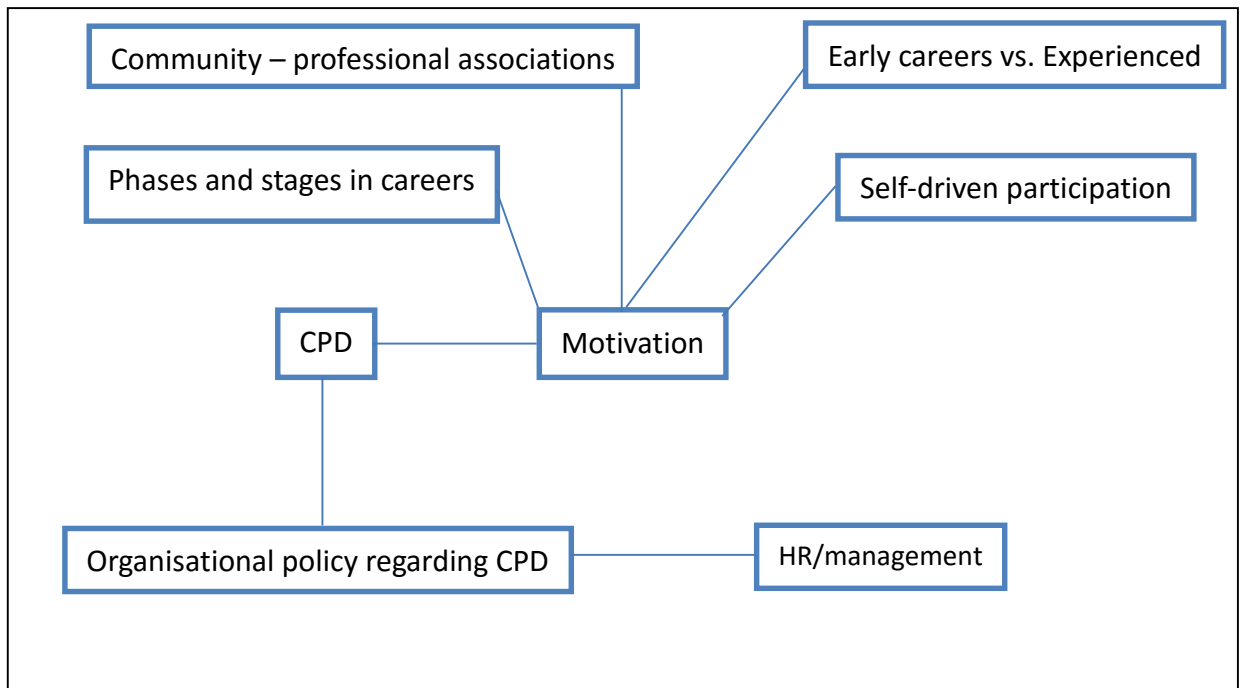 Community – professional associations
Early careers vs. Experienced
Phases and stages in careers
Self-driven participation
CPD
Motivation
Organisational policy regarding CPD
HR/management